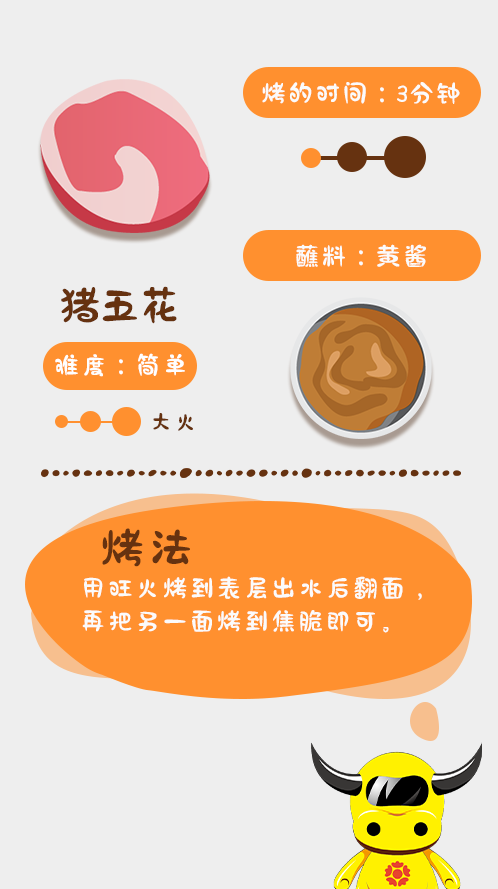 烤的时间：3分钟
蘸料：黄酱
猪五花
难度：简单
大火
烤法
用旺火烤到表层出水后翻面，
再把另一面烤到焦脆即可。